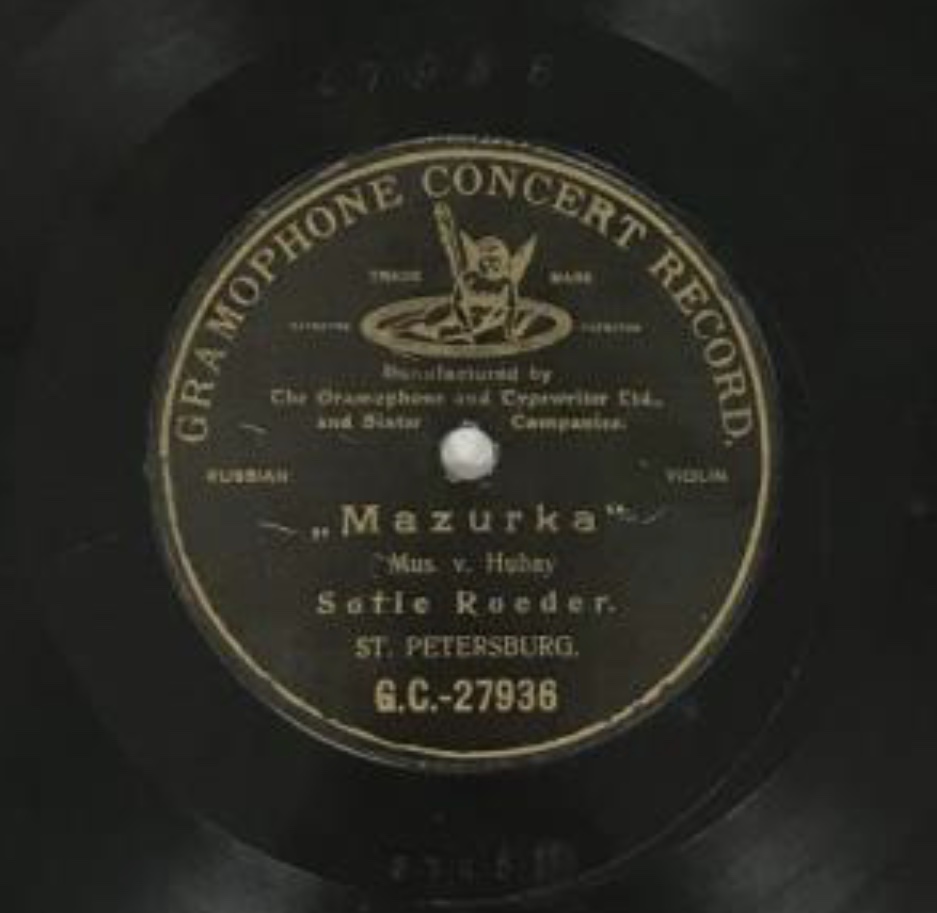 GRAMOPHONE CONCERT RECORD.
TRADE MARK
Manufactured by
The Gramophone and Typewriter Ltd.,
and Sister Companies.
RUSSIAN VIOLIN
„Mazurka“
Mus. v. Hubay
Sofie Roeder.
ST. PETERSBURG.
G.C.-27936